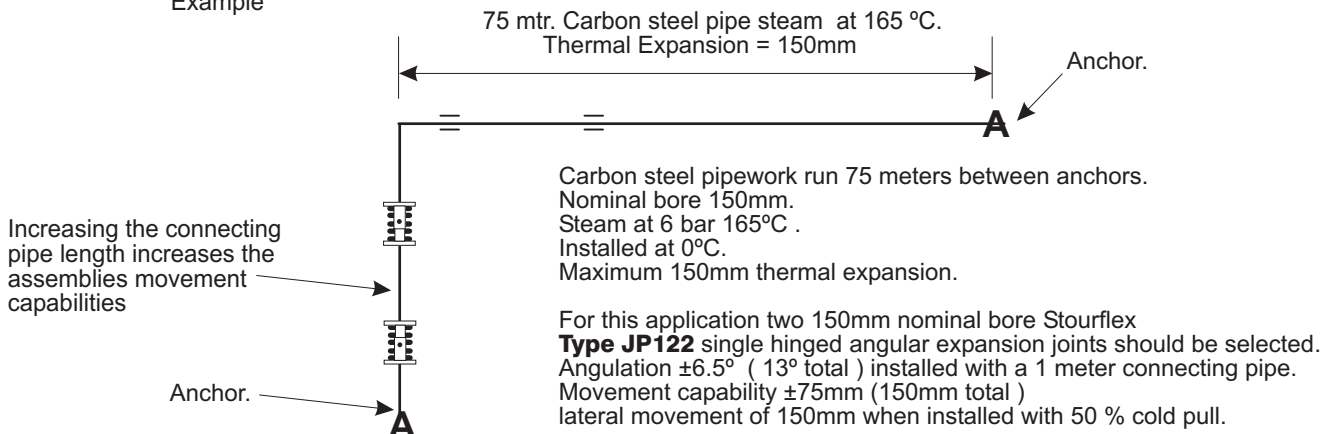 Example
75 mtr. Carbon steel pipe steam at 165 ºC.
Thermal Expansion = 150mm
Anchor.
A
Carbon steel pipework run 75 meters between anchors.
Nominal bore 150mm.
Steam at 6 bar 165ºC .
Installed at 0ºC.
Maximum 150mm thermal expansion.
Increasing the connecting
pipe length increases the
assemblies movement
capabilities
For this application two 150mm nominal bore Stourflex
Type JP122 single hinged angular expansion joints should be selected.
Angulation ±6.5º ( 13º total ) installed with a 1 meter connecting pipe.
Movement capability ±75mm (150mm total )
lateral movement of 150mm when installed with 50 % cold pull.
Anchor.
A